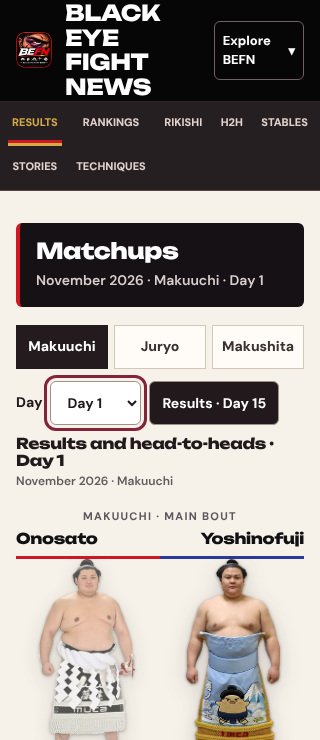 BEFN
BLACK
EYE
FIGHT
NEWS
Explore
BEFN ▾
RESULTS RANKINGS RIKISHI H2H STABLES
STORIES TECHNIQUES
Matchups
November 2026 · Makuuchi · Day 1
Makuuchi Juryo Makushita
Day Day 1 Results · Day 15
Results and head-to-heads ·
Day 1
November 2026 · Makuuchi
MAKUUCHI · MAIN BOUT
Onosato Yoshinofuji